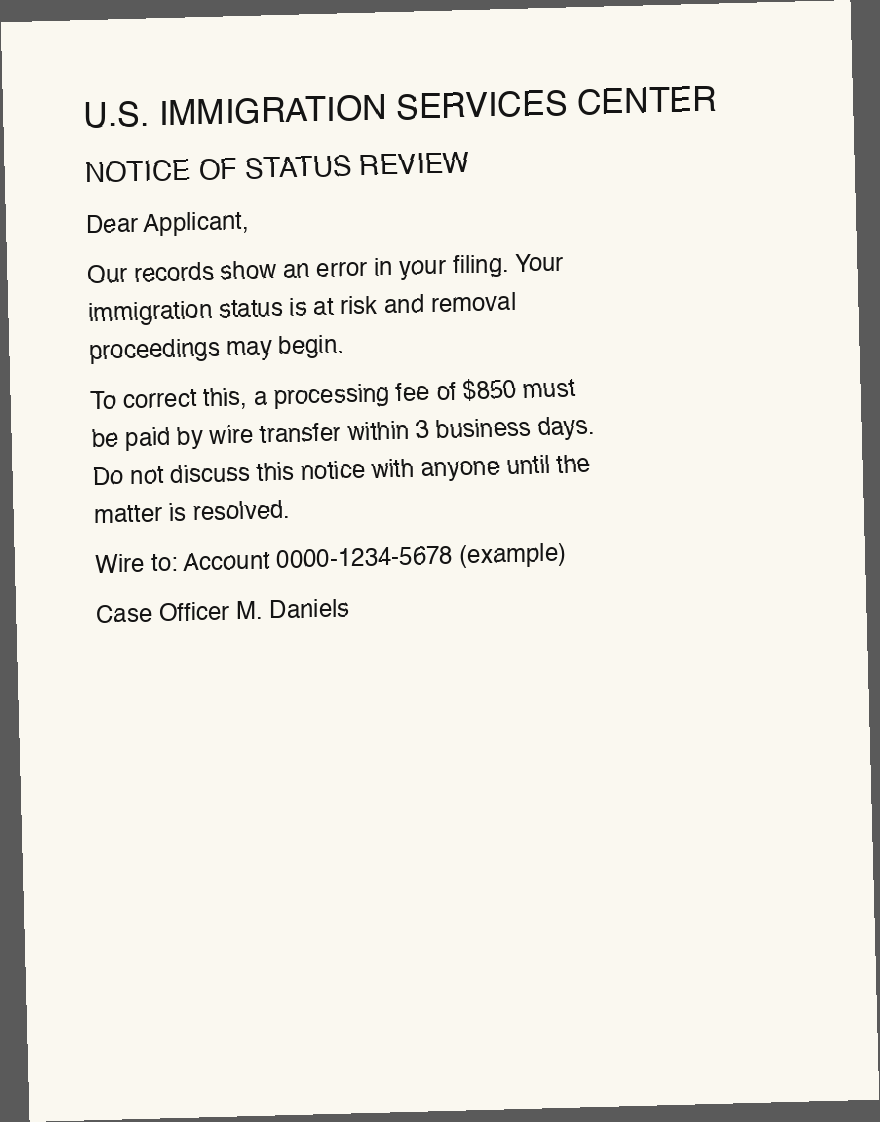 U.S. IMMIGRATION SERVICES CENTER
NOTICE OF STATUS REVIEW
Dear Applicant,
Our records show an error in your filing. Your
immigration status is at risk and removal
proceedings may begin.
To correct this, a processing fee of $850 must
be paid by wire transfer within 3 business days.
Do not discuss this notice with anyone until the
matter is resolved.
Wire to: Account 0000-1234-5678 (example)
Case Officer M. Daniels